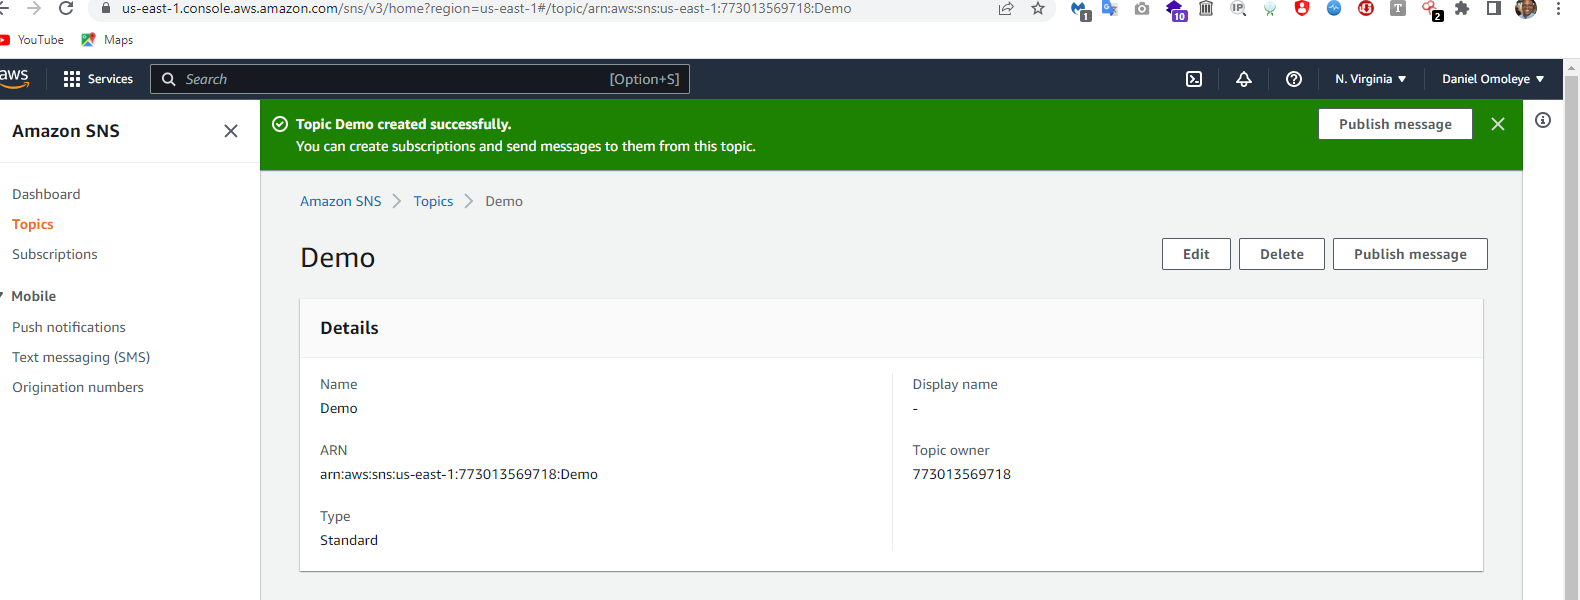 us-east-1.console.aws.amazon.com/sns/v3/home?region=us-east-1#/topic/arn:aws:sns:us-east-1:773013569718:Demo
1
10
IP
T
2
YouTube
Maps
aws
Services
Search
[Option+S]
N. Virginia
Daniel Omoleye
Amazon SNS
Topic Demo created successfully.
You can create subscriptions and send messages to them from this topic.
Publish message
Dashboard
Topics
Subscriptions
Mobile
Push notifications
Text messaging (SMS)
Origination numbers
Amazon SNS
Topics
Demo
Demo
Edit
Delete
Publish message
Details
Name
Demo
ARN
arn:aws:sns:us-east-1:773013569718:Demo
Type
Standard
Display name
-
Topic owner
773013569718